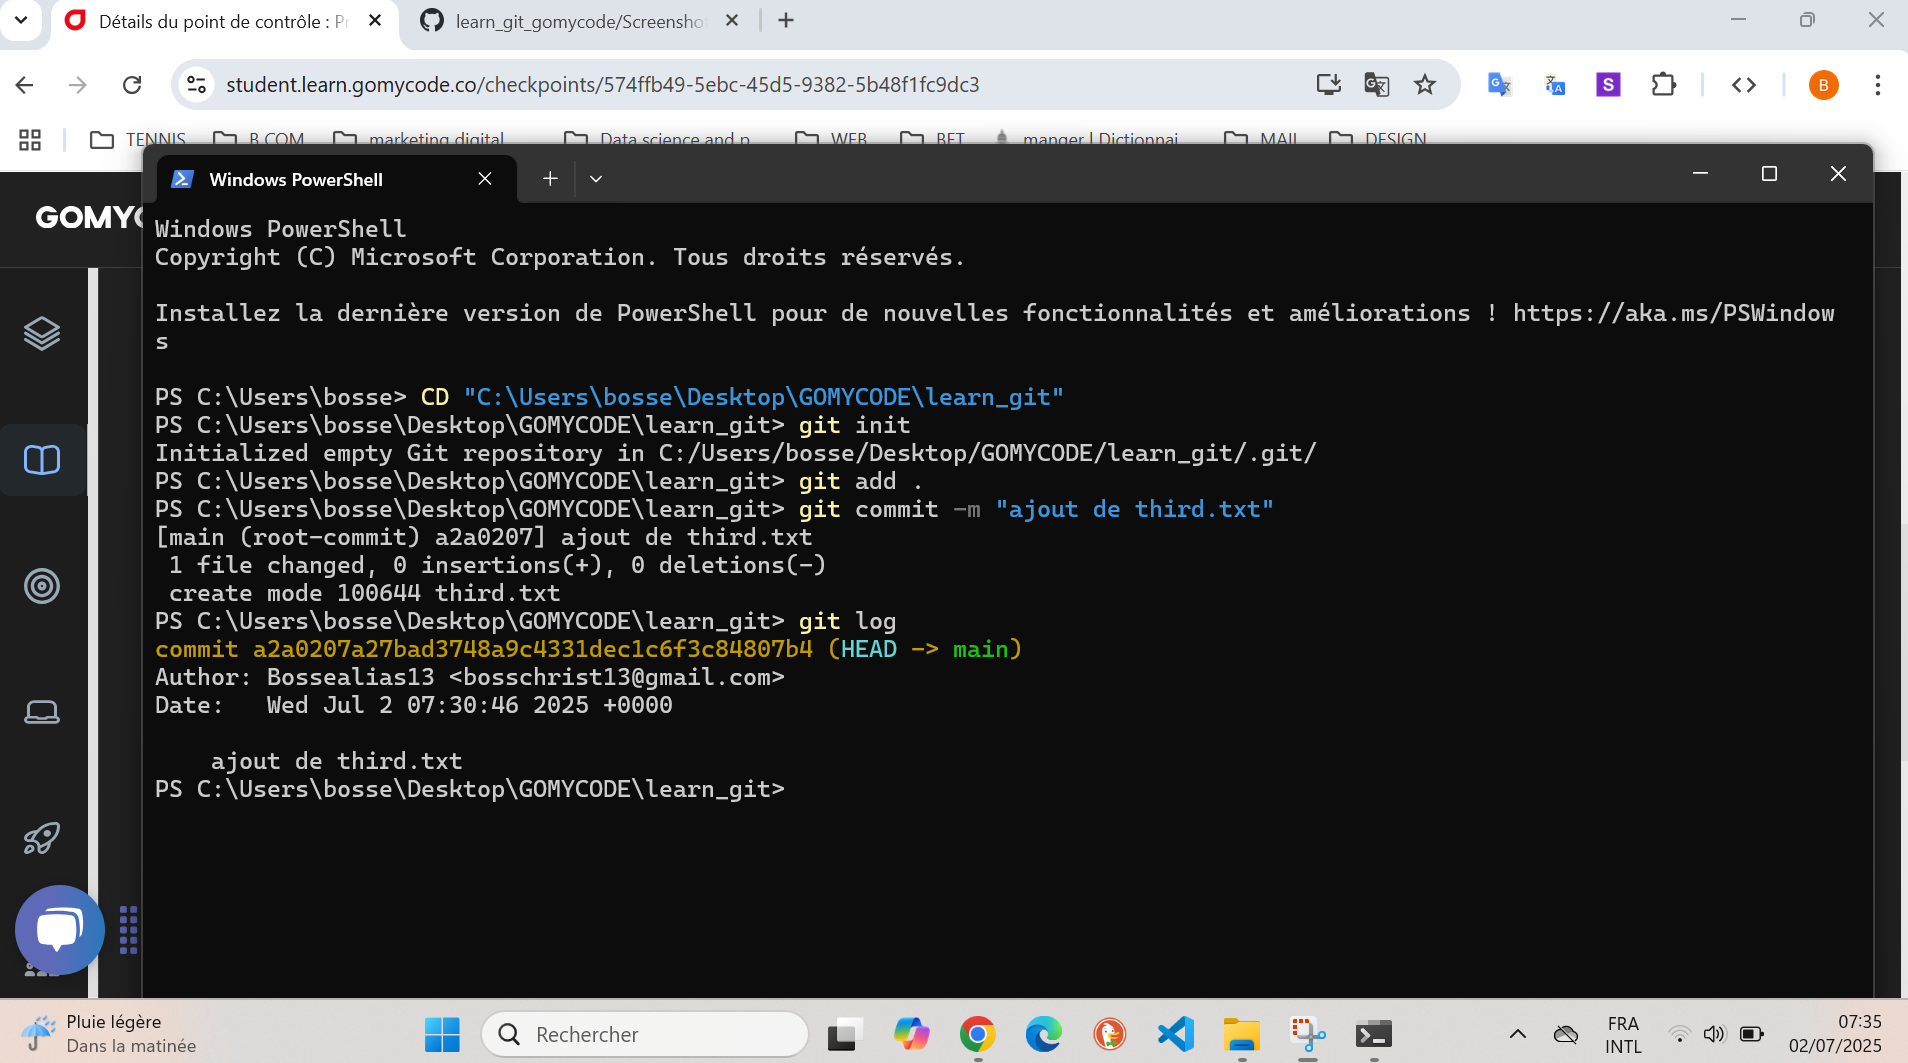 Détails du point de contrôle : Pr
learn_git_gomycode/Screensho
student.learn.gomycode.co/checkpoints/574ffb49-5ebc-45d5-9382-5b48f1fc9dc3
S
B
TENNIS B COM marketing digital Data science and p WEB BET manger | Dictionnai MAIL DESIGN
Windows PowerShell
GOMYC
Windows PowerShell
Copyright (C) Microsoft Corporation. Tous droits réservés.
Installez la dernière version de PowerShell pour de nouvelles fonctionnalités et améliorations ! https://aka.ms/PSWindow
s
PS C:\Users\bosse> CD "C:\Users\bosse\Desktop\GOMYCODE\learn_git"
PS C:\Users\bosse\Desktop\GOMYCODE\learn_git> git init
Initialized empty Git repository in C:/Users/bosse/Desktop/GOMYCODE/learn_git/.git/
PS C:\Users\bosse\Desktop\GOMYCODE\learn_git> git add .
PS C:\Users\bosse\Desktop\GOMYCODE\learn_git> git commit -m "ajout de third.txt"
[main (root-commit) a2a0207] ajout de third.txt
 1 file changed, 0 insertions(+), 0 deletions(-)
 create mode 100644 third.txt
PS C:\Users\bosse\Desktop\GOMYCODE\learn_git> git log
commit a2a0207a27bad3748a9c4331dec1c6f3c84807b4 (HEAD -> main)
Author: Bossealias13 <bosschrist13@gmail.com>
Date:   Wed Jul 2 07:30:46 2025 +0000
    ajout de third.txt
PS C:\Users\bosse\Desktop\GOMYCODE\learn_git>
Pluie légère
Dans la matinée
Rechercher
FRA
INTL
07:35
02/07/2025